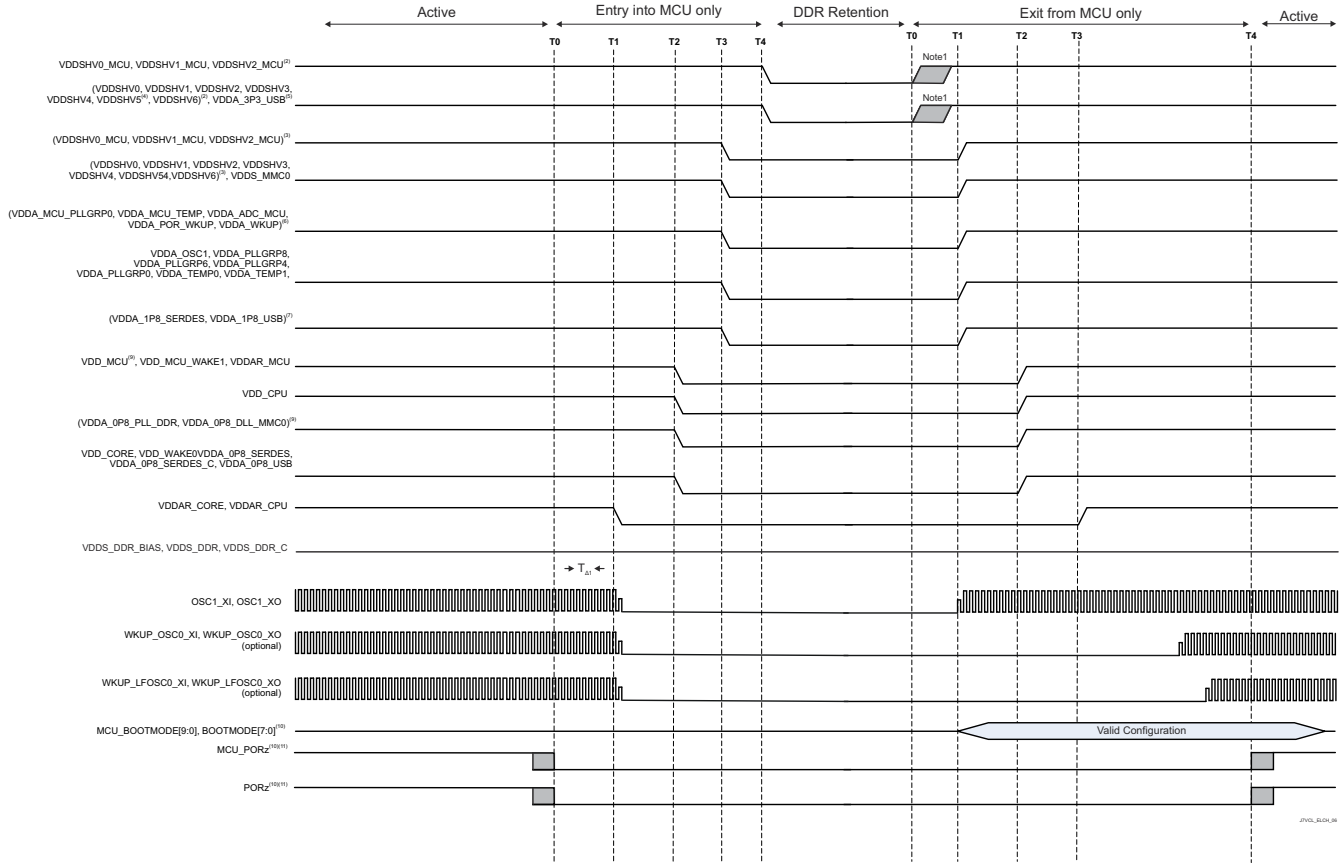 Active
Entry into MCU only
DDR Retention
Exit from MCU only
Active
T0
T1
T2
T3
T4
T0
T1
T2
T3
T4
VDDSHV0_MCU, VDDSHV1_MCU, VDDSHV2_MCU(2)
Note1
(VDDSHV0, VDDSHV1, VDDSHV2, VDDSHV3,
VDDSHV4, VDDSHV5(4), VDDSHV6)(2), VDDA_3P3_USB(5)
Note1
(VDDSHV0_MCU, VDDSHV1_MCU, VDDSHV2_MCU)(3)
(VDDSHV0, VDDSHV1, VDDSHV2, VDDSHV3,
VDDSHV4, VDDSHV54,VDDSHV6)(3), VDDS_MMC0
(VDDA_MCU_PLLGRP0, VDDA_MCU_TEMP, VDDA_ADC_MCU,
VDDA_POR_WKUP, VDDA_WKUP)(6)
VDDA_OSC1, VDDA_PLLGRP8,
VDDA_PLLGRP6, VDDA_PLLGRP4,
VDDA_PLLGRP0, VDDA_TEMP0, VDDA_TEMP1,
(VDDA_1P8_SERDES, VDDA_1P8_USB)(7)
VDD_MCU(9), VDD_MCU_WAKE1, VDDAR_MCU
VDD_CPU
(VDDA_0P8_PLL_DDR, VDDA_0P8_DLL_MMC0)(9)
VDD_CORE, VDD_WAKE0VDDA_0P8_SERDES,
VDDA_0P8_SERDES_C, VDDA_0P8_USB
VDDAR_CORE, VDDAR_CPU
VDDS_DDR_BIAS, VDDS_DDR, VDDS_DDR_C
TΔ1
OSC1_XI, OSC1_XO
WKUP_OSC0_XI, WKUP_OSC0_XO
(optional)
WKUP_LFOSC0_XI, WKUP_LFOSC0_XO
(optional)
MCU_BOOTMODE[9:0], BOOTMODE[7:0](10)
Valid Configuration
MCU_PORz(10)(11)
PORz(10)(11)
J7VCL_ELCH_06